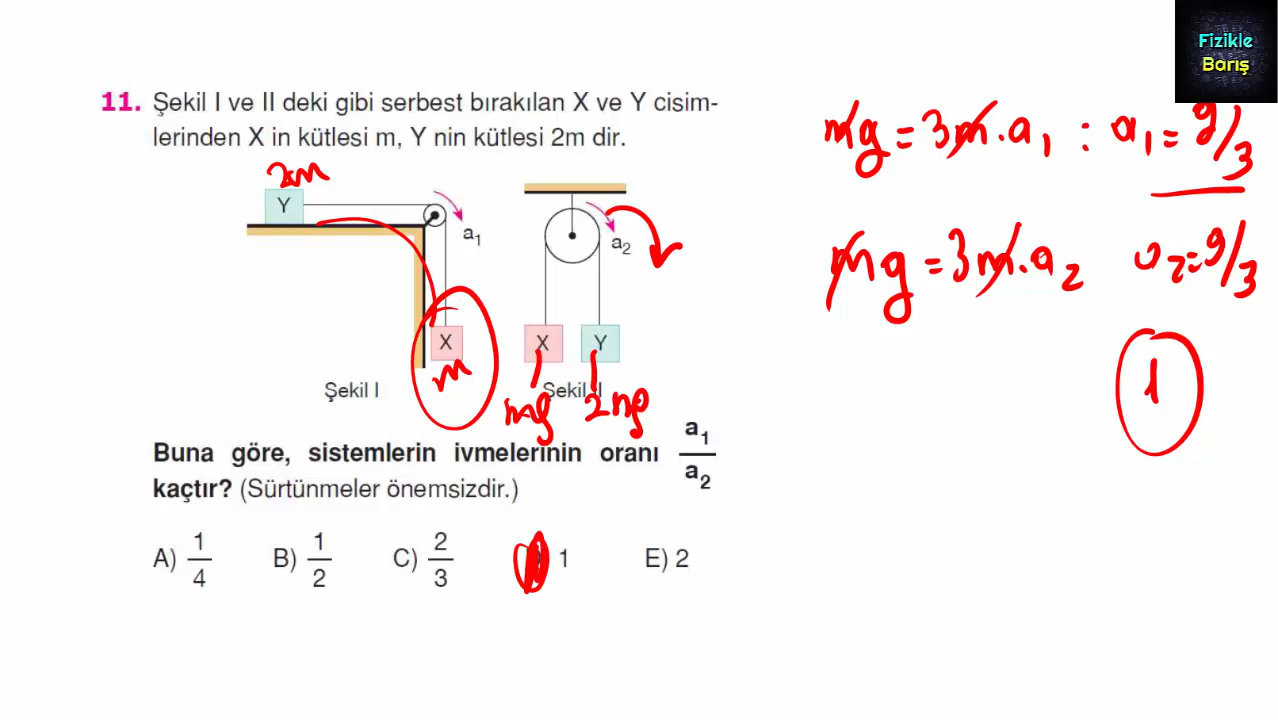 Fizikle
Barış
11. Şekil I ve II deki gibi serbest bırakılan X ve Y cisim-
lerinden X in kütlesi m, Y nin kütlesi 2m dir.
mg = 3m.a₁ : a₁ = g/3
2m
Y
a₁
a₂
mg = 3m.a₂ a₂ = g/3
X
X
Y
m
1
Şekil I
Şekil II
mg
2mg
Buna göre, sistemlerin ivmelerinin oranı a₁/a₂
kaçtır? (Sürtünmeler önemsizdir.)
A) 1/4 B) 1/2 C) 2/3 D) 1 E) 2